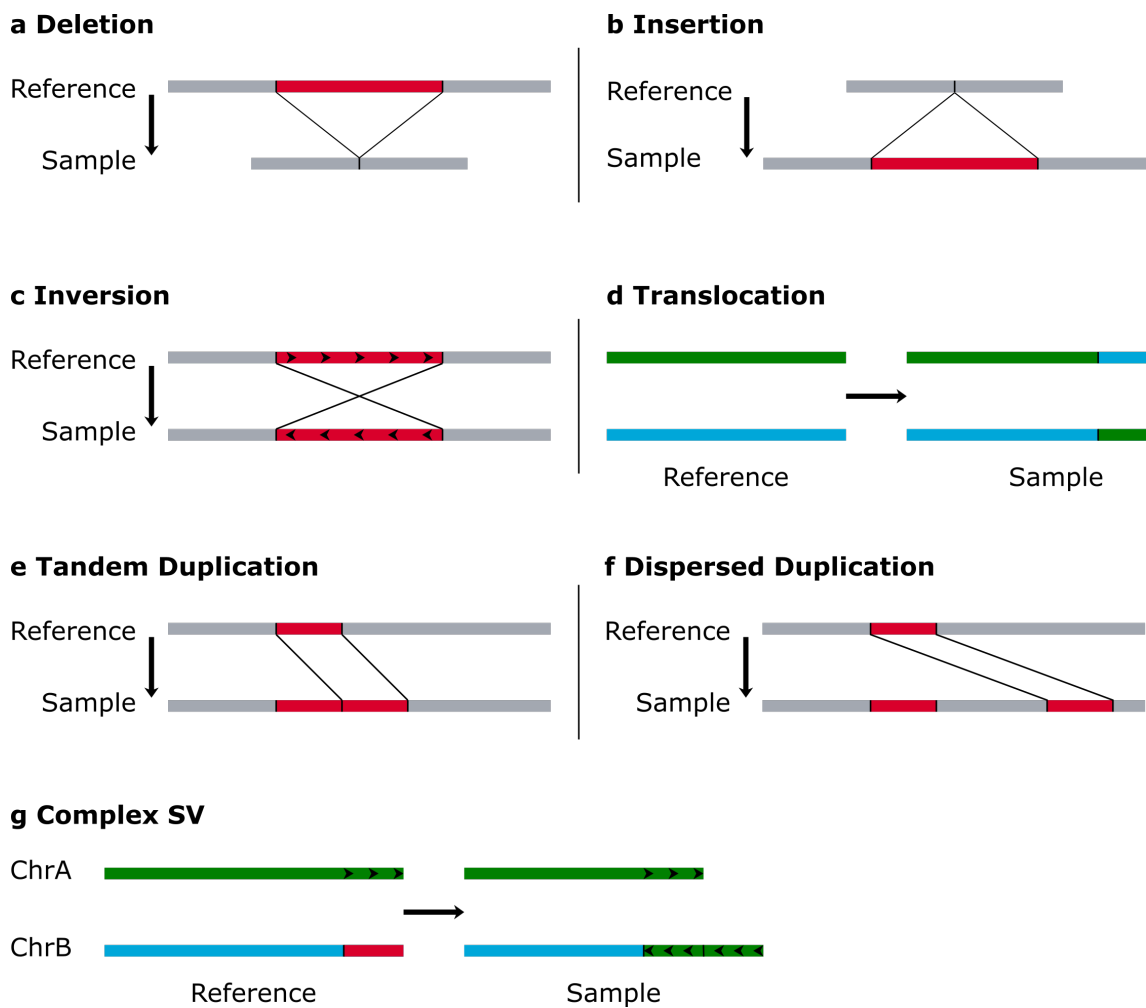 a Deletion
Reference
Sample
b Insertion
Reference
Sample
c Inversion
Reference
Sample
d Translocation
Reference
Sample
e Tandem Duplication
Reference
Sample
f Dispersed Duplication
Reference
Sample
g Complex SV
ChrA
ChrB
Reference
Sample